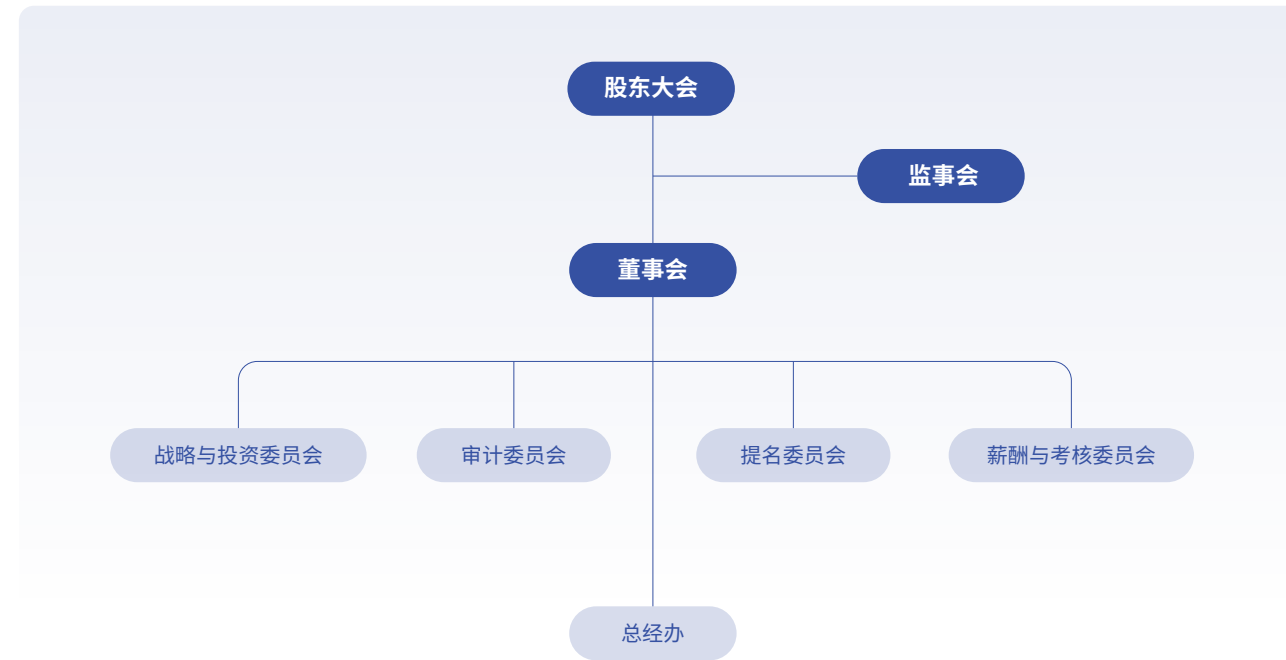 股东大会
监事会
董事会
战略与投资委员会
审计委员会
提名委员会
薪酬与考核委员会
总经办